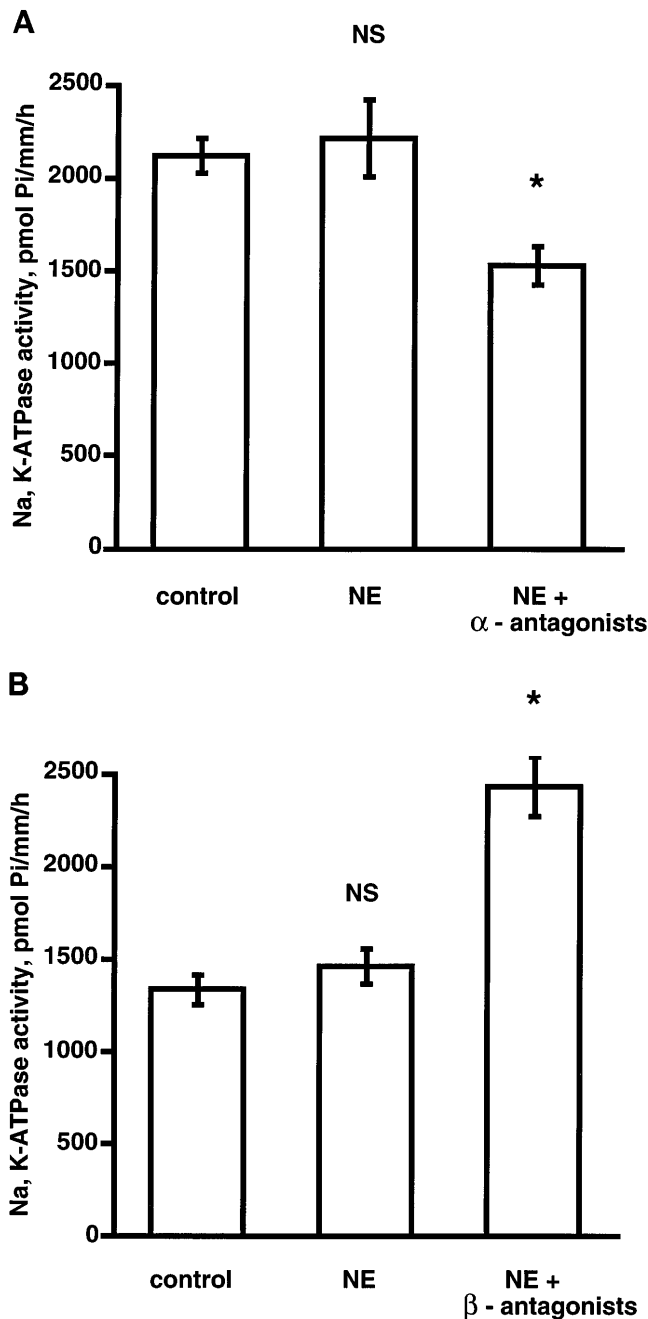 A
NS
*
Na, K-ATPase activity, pmol Pi/mm/h
2500
2000
1500
1000
500
0
control NE NE +
α - antagonists
B
*
NS
Na, K-ATPase activity, pmol Pi/mm/h
2500
2000
1500
1000
500
0
control NE NE +
β - antagonists